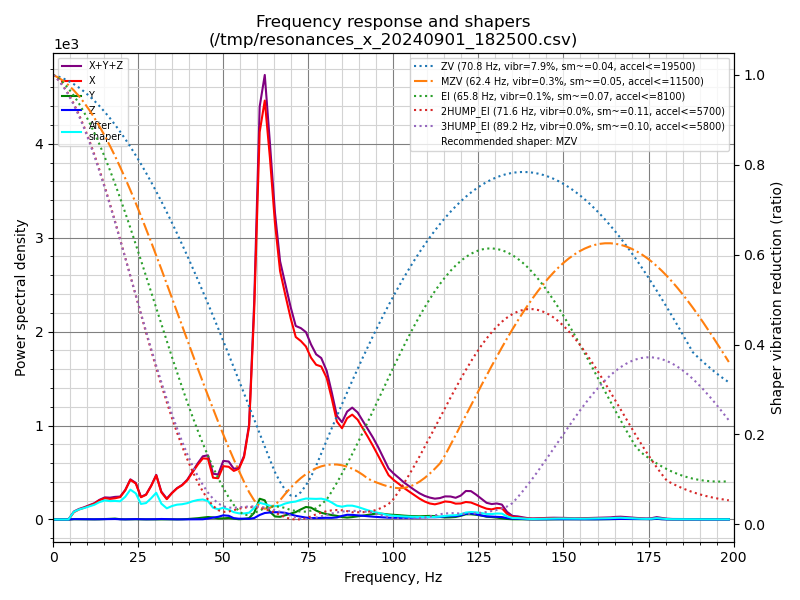 Frequency response and shapers
(/tmp/resonances_x_20240901_182500.csv)
1e3
X+Y+Z
X
Y
Z
After
shaper
ZV (70.8 Hz, vibr=7.9%, sm~=0.04, accel<=19500)
MZV (62.4 Hz, vibr=0.3%, sm~=0.05, accel<=11500)
EI (65.8 Hz, vibr=0.1%, sm~=0.07, accel<=8100)
2HUMP_EI (71.6 Hz, vibr=0.0%, sm~=0.11, accel<=5700)
3HUMP_EI (89.2 Hz, vibr=0.0%, sm~=0.10, accel<=5800)
Recommended shaper: MZV
Power spectral density
4
3
2
1
0
1.0
0.8
0.6
0.4
0.2
0.0
Shaper vibration reduction (ratio)
0 25 50 75 100 125 150 175 200
Frequency, Hz